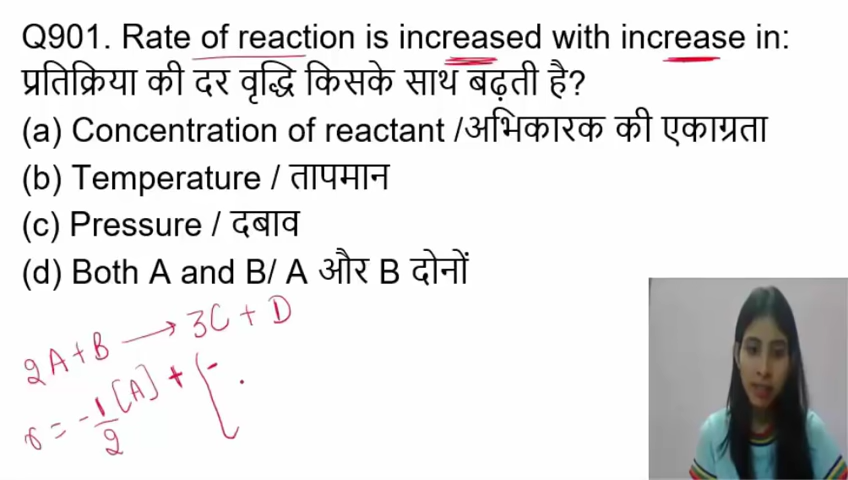 Q901. Rate of reaction is increased with increase in:
प्रतिक्रिया की दर वृद्धि किसके साथ बढ़ती है?
(a) Concentration of reactant /अभिकारक की एकाग्रता
(b) Temperature / तापमान
(c) Pressure / दबाव
(d) Both A and B/ A और B दोनों
2A+B → 3C + D
r = -1/2 [A] + [-